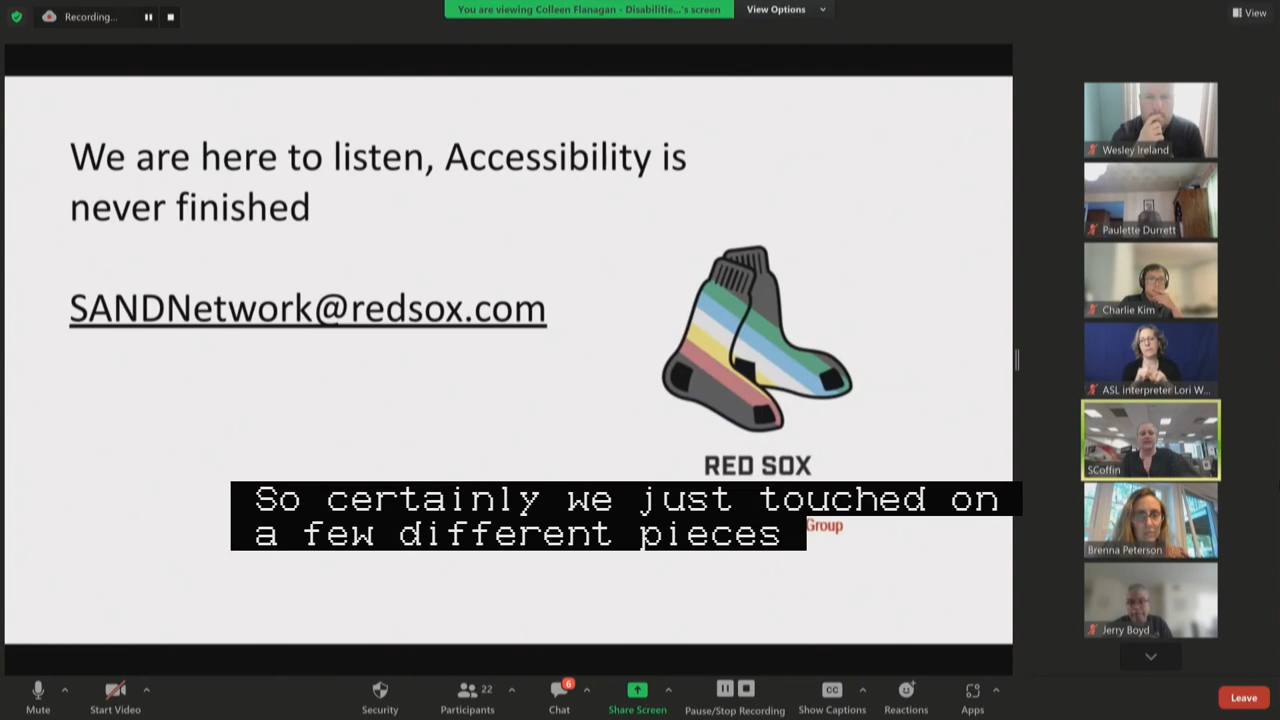 Recording...
You are viewing Colleen Flanagan - Disabilitie...'s screen
View Options
View
We are here to listen, Accessibility is
never finished
SANDNetwork@redsox.com
RED SOX
Group
So certainly we just touched on
a few different pieces
Wesley Ireland
Paulette Durrett
Charlie Kim
ASL interpreter Lori W...
SCoffin
Brenna Peterson
Jerry Boyd
Mute
Start Video
Security
22
Participants
6
Chat
Share Screen
Pause/Stop Recording
CC
Show Captions
Reactions
Apps
Leave